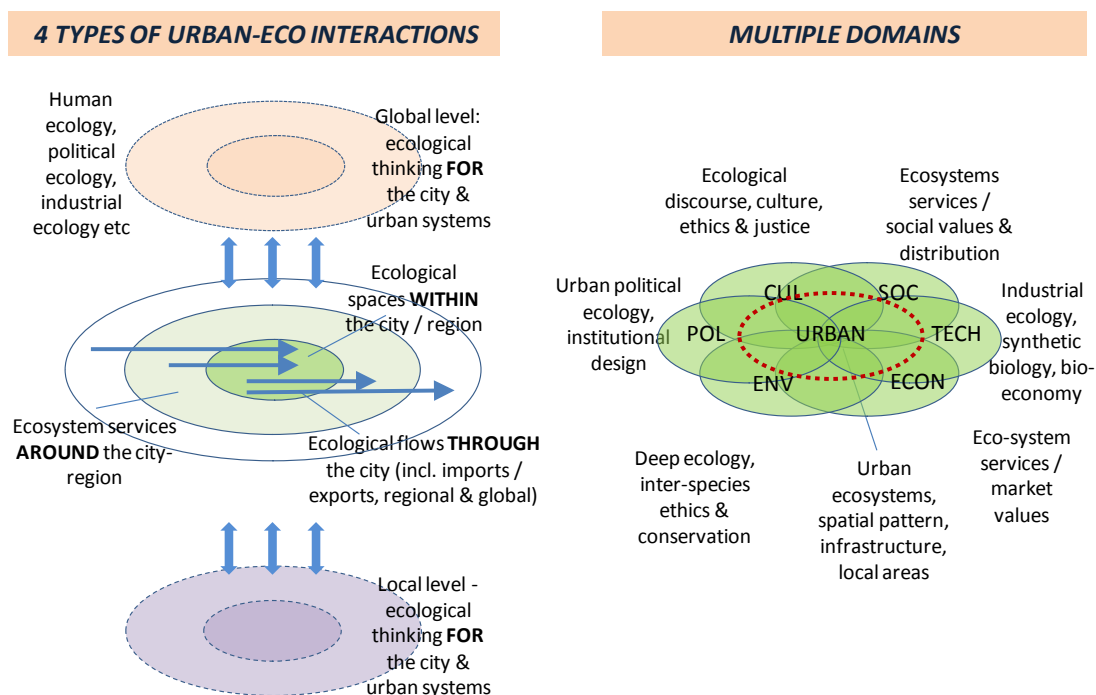 4 TYPES OF URBAN-ECO INTERACTIONS
Human
ecology,
political
ecology,
industrial
ecology etc
Global level:
ecological
thinking FOR
the city &
urban systems
Ecological
spaces WITHIN
the city / region
Ecosystem services
AROUND the city-
region
Ecological flows THROUGH
the city (incl. imports /
exports, regional & global)
Local level -
ecological
thinking FOR
the city &
urban systems
MULTIPLE DOMAINS
Ecological
discourse, culture,
ethics & justice
Ecosystems
services /
social values &
distribution
Urban political
ecology,
institutional
design
CUL
SOC
POL
URBAN
TECH
ENV
ECON
Industrial
ecology,
synthetic
biology, bio-
economy
Deep ecology,
inter-species
ethics &
conservation
Urban
ecosystems,
spatial pattern,
infrastructure,
local areas
Eco-system
services /
market
values